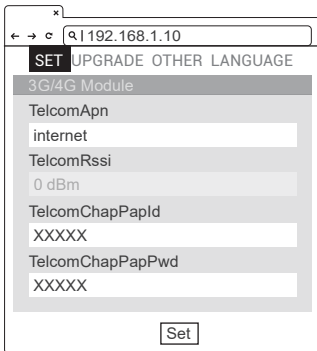 192.168.1.10
SET UPGRADE OTHER LANGUAGE
3G/4G Module
TelcomApn
internet
TelcomRssi
0 dBm
TelcomChapPapId
XXXXX
TelcomChapPapPwd
XXXXX
Set